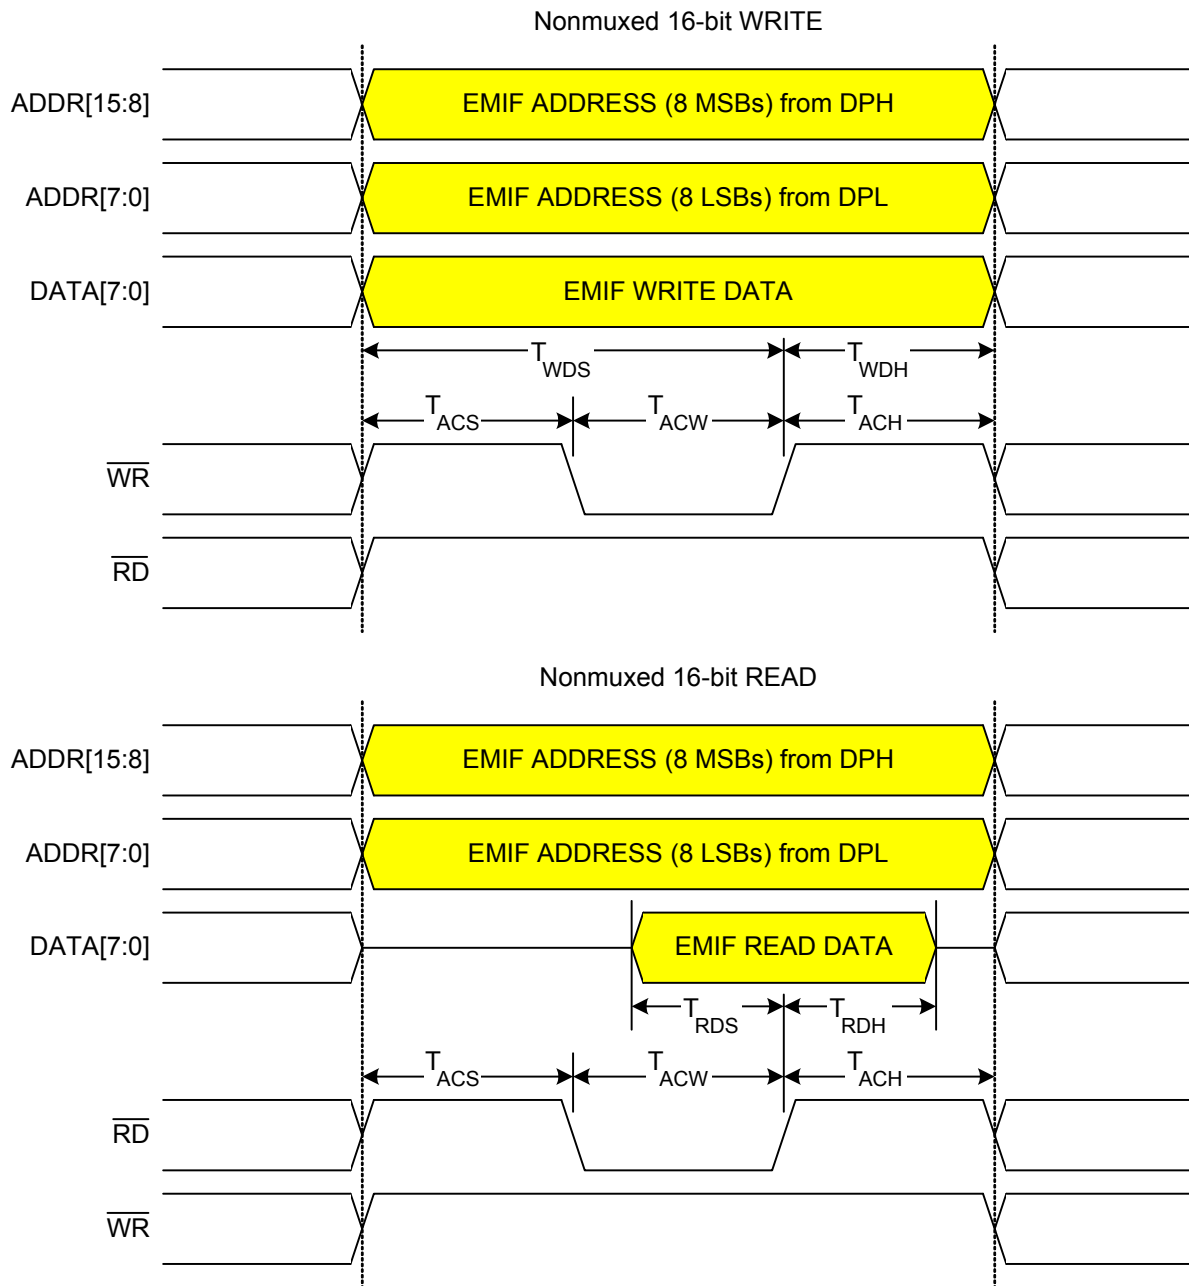 Nonmuxed 16-bit WRITE
ADDR[15:8]
EMIF ADDRESS (8 MSBs) from DPH
ADDR[7:0]
EMIF ADDRESS (8 LSBs) from DPL
DATA[7:0]
EMIF WRITE DATA
TWDS TWDH
TACS TACW TACH
WR
RD
Nonmuxed 16-bit READ
ADDR[15:8]
EMIF ADDRESS (8 MSBs) from DPH
ADDR[7:0]
EMIF ADDRESS (8 LSBs) from DPL
DATA[7:0]
EMIF READ DATA
TRDS TRDH
TACS TACW TACH
RD
WR